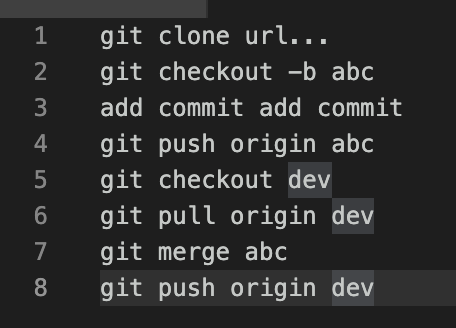 1 git clone url...
2 git checkout -b abc
3 add commit add commit
4 git push origin abc
5 git checkout dev
6 git pull origin dev
7 git merge abc
8 git push origin dev